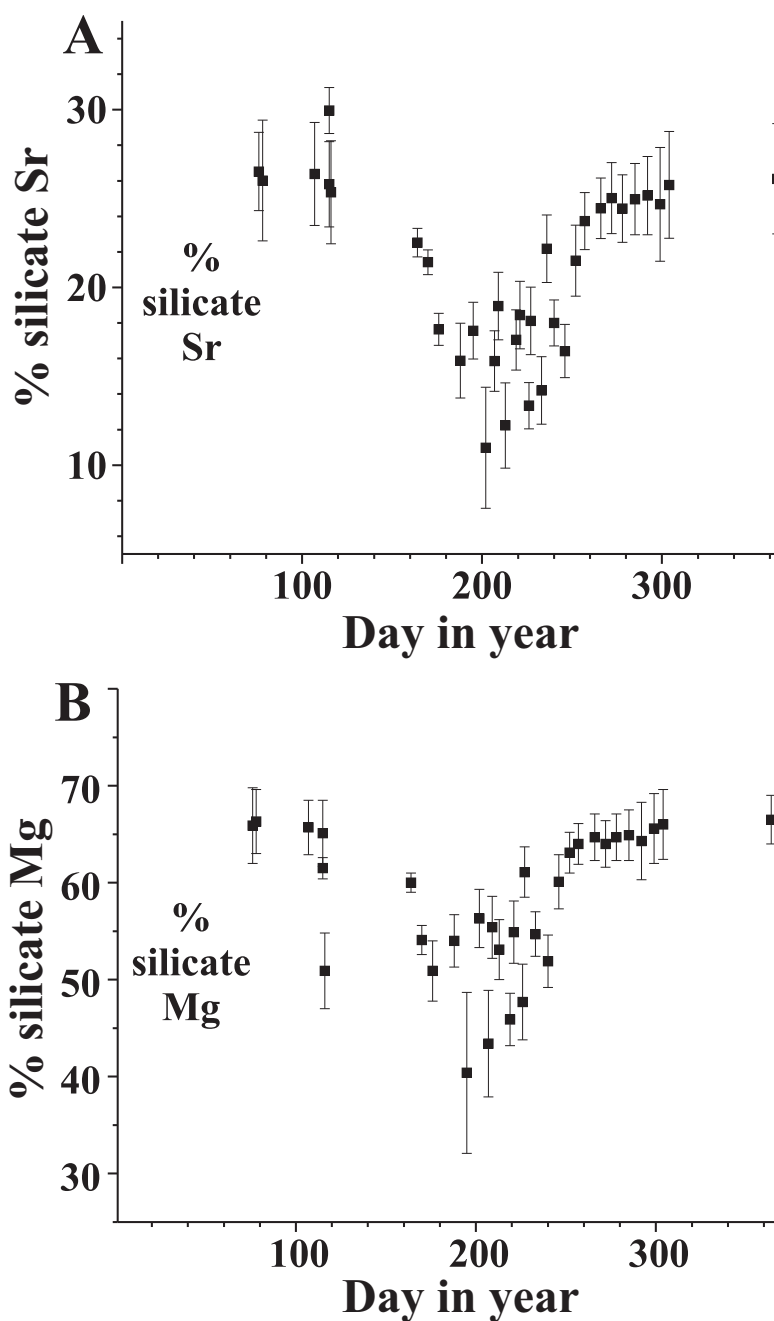 A
% silicate Sr
30
20
10
%
silicate
Sr
100
200
300
Day in year
B
% silicate Mg
70
60
50
40
30
%
silicate
Mg
100
200
300
Day in year